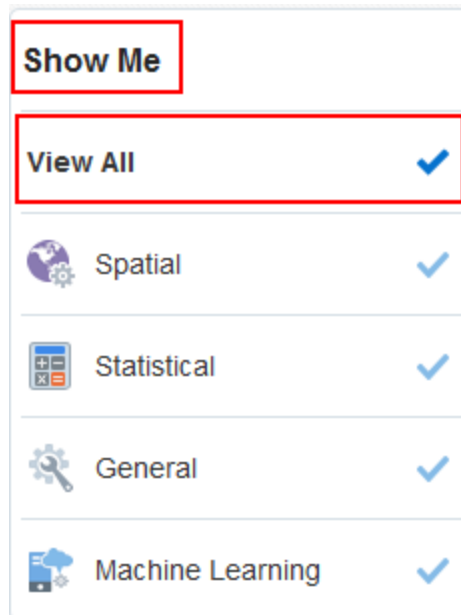 Show Me
View All
Spatial
Statistical
General
Machine Learning